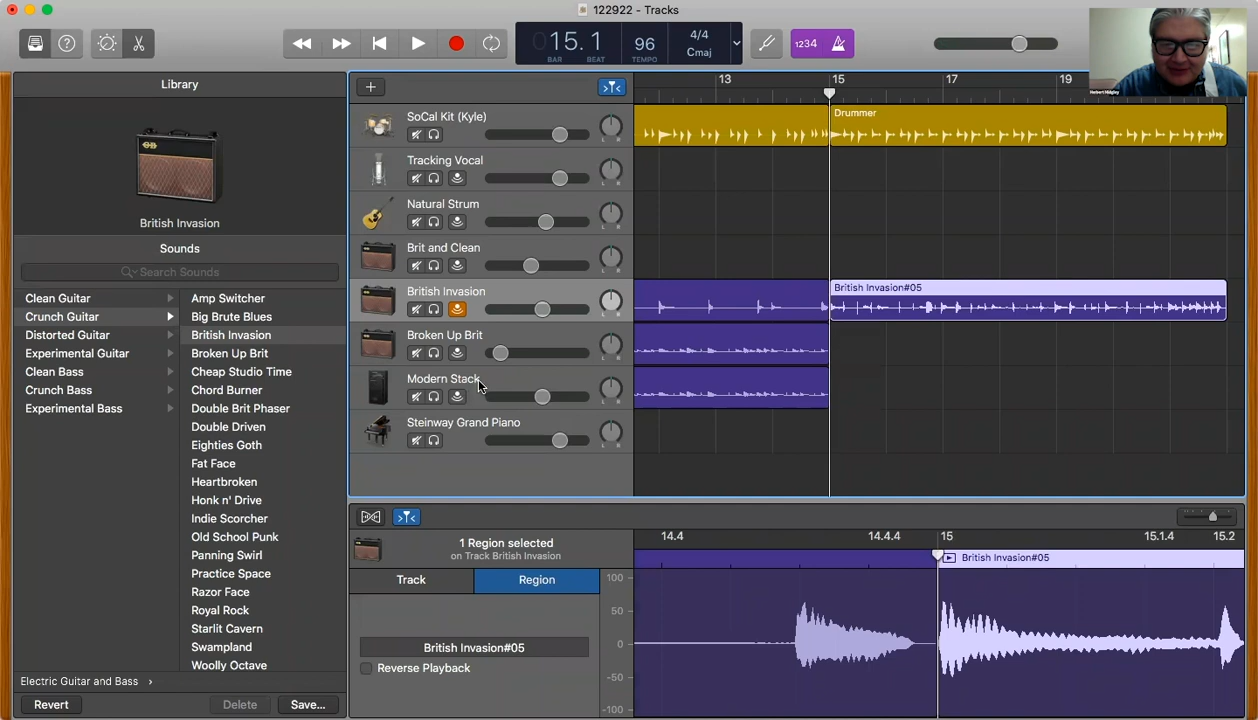 122922 - Tracks
015.1
BAR
BEAT
96
TEMPO
4/4
Cmaj
1234
Library
British Invasion
Sounds
Search Sounds
Clean Guitar
Crunch Guitar
Distorted Guitar
Experimental Guitar
Clean Bass
Crunch Bass
Experimental Bass
Amp Switcher
Big Brute Blues
British Invasion
Broken Up Brit
Cheap Studio Time
Chord Burner
Double Brit Phaser
Double Driven
Eighties Goth
Fat Face
Heartbroken
Honk n' Drive
Indie Scorcher
Old School Punk
Panning Swirl
Practice Space
Razor Face
Royal Rock
Starlit Cavern
Swampland
Woolly Octave
Electric Guitar and Bass
Revert
Delete
Save...
13
15
17
19
SoCal Kit (Kyle)
L R
Drummer
Tracking Vocal
L R
Natural Strum
L R
Brit and Clean
L R
British Invasion
L R
British Invasion#05
Broken Up Brit
L R
Modern Stack
L R
Steinway Grand Piano
L R
1 Region selected
on Track British Invasion
Track
Region
British Invasion#05
Reverse Playback
14.4
14.4.4
15
15.1.4
15.2
British Invasion#05
100
50
0
-50
-100